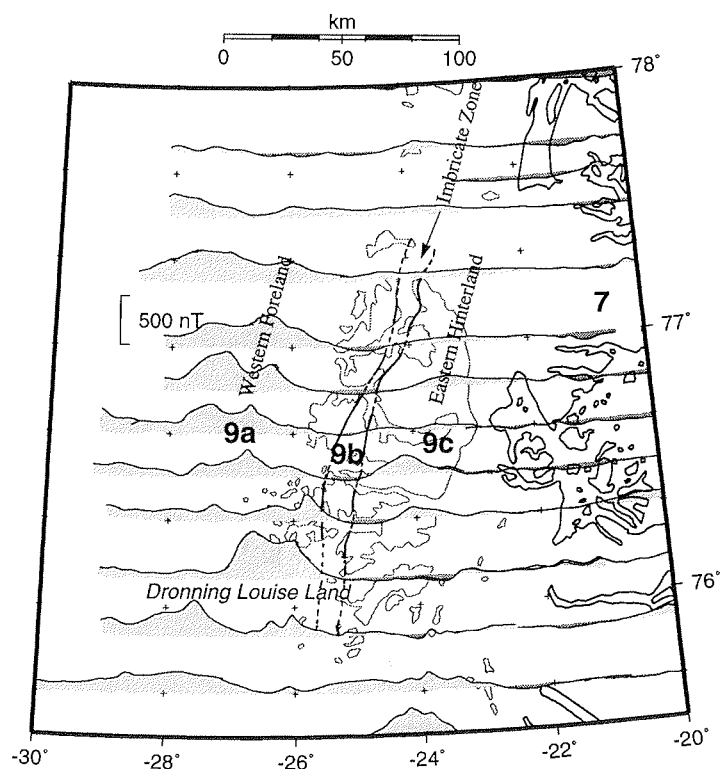 km
0 50 100
78°
Imbricate Zone
Western Foreland
Eastern Hinterland
7
500 nT
77°
9a
9b
9c
76°
Dronning Louise Land
-30° -28° -26° -24° -22° -20°